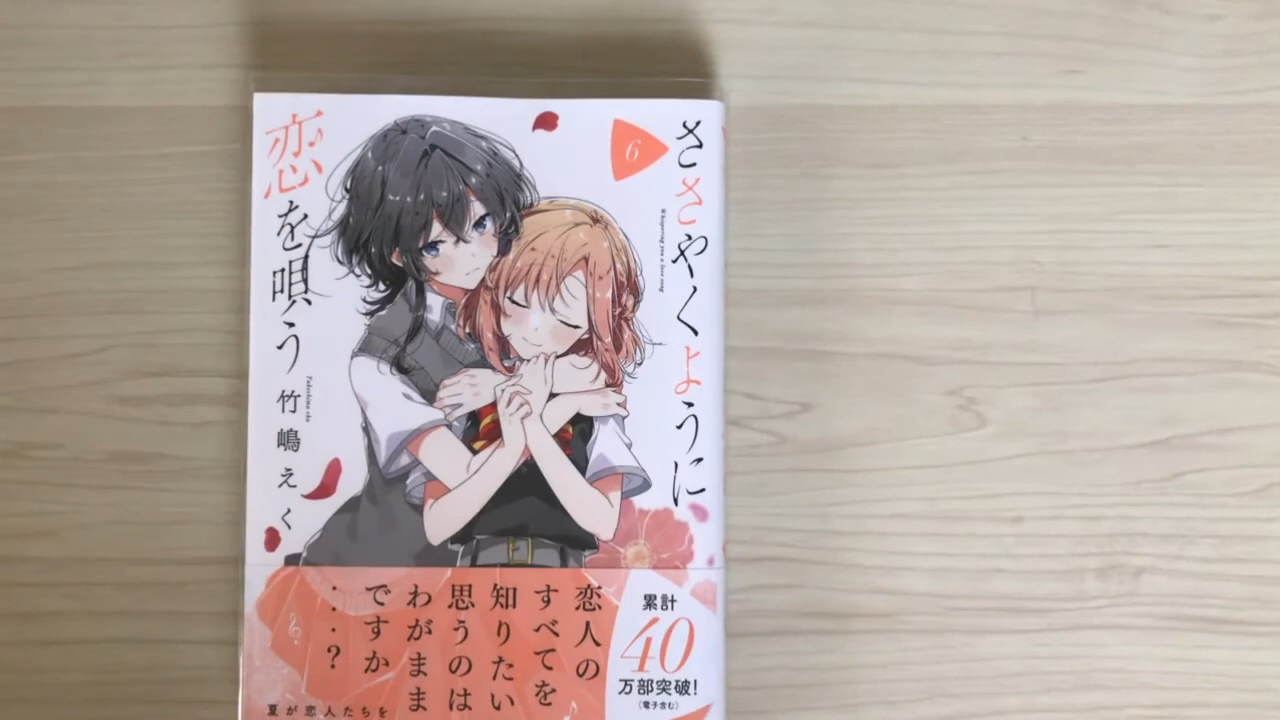 ささやくように
Whispering you a love song
6
恋を唄う
竹嶋えく
Takeshima eku
恋人の
すべてを
知りたい
思うのは
わがまま
ですか
・・・?
累計
40
万部突破!
(電子含む)
夏が恋人たちを